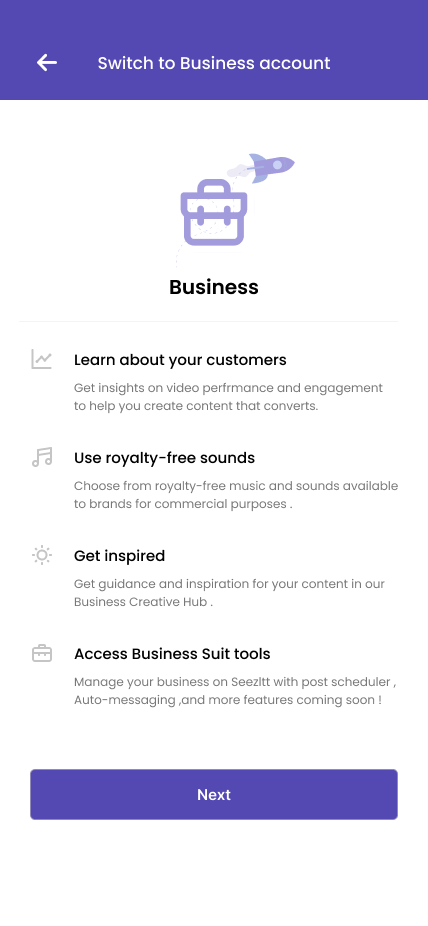 Switch to Business account
Business
Learn about your customers
Get insights on video perfrmance and engagement
to help you create content that converts.
Use royalty-free sounds
Choose from royalty-free music and sounds available
to brands for commercial purposes .
Get inspired
Get guidance and inspiration for your content in our
Business Creative Hub .
Access Business Suit tools
Manage your business on SeezItt with post scheduler ,
Auto-messaging ,and more features coming soon !
Next